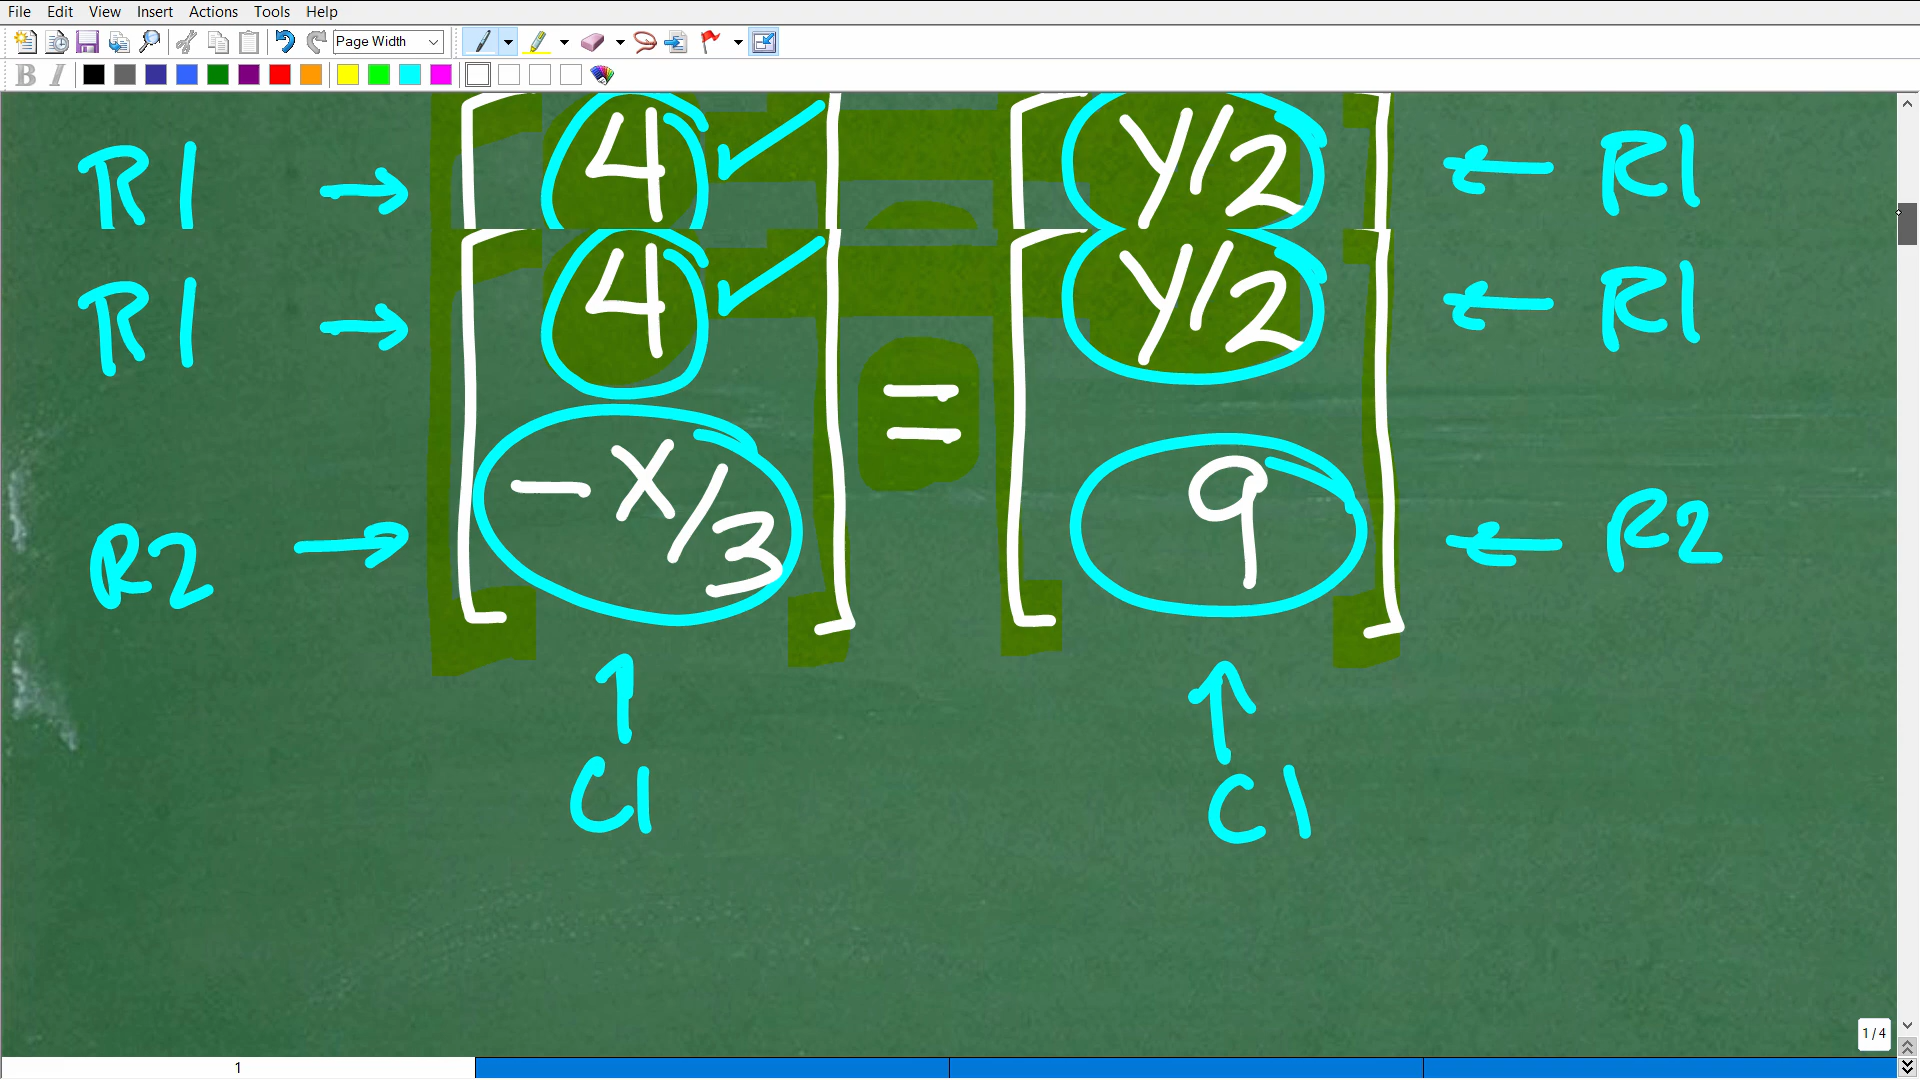 File Edit View Insert Actions Tools Help
Page Width
B I
R1 → [ 4 ✓ ] [ y/2 ] ← R1
R1 → [ 4 ✓ ] = [ y/2 ] ← R1
R2 → [ -x/3 ] [ 9 ] ← R2
↑ ↑
C1 C1
1 / 4
1